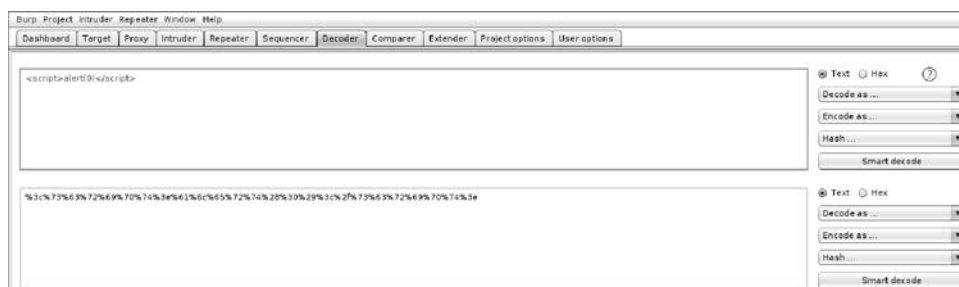 Burp Project Intruder Repeater Window Help
Dashboard Target Proxy Intruder Repeater Sequencer Decoder Comparer Extender Project options User options
<script>alert(0)</script>
Text Hex ?
Decode as ...
Encode as ...
Hash ...
Smart decode
%3c%73%63%72%69%70%74%3e%61%6c%65%72%74%28%30%29%3c%2f%73%63%72%69%70%74%3e
Text Hex
Decode as ...
Encode as ...
Hash ...
Smart decode